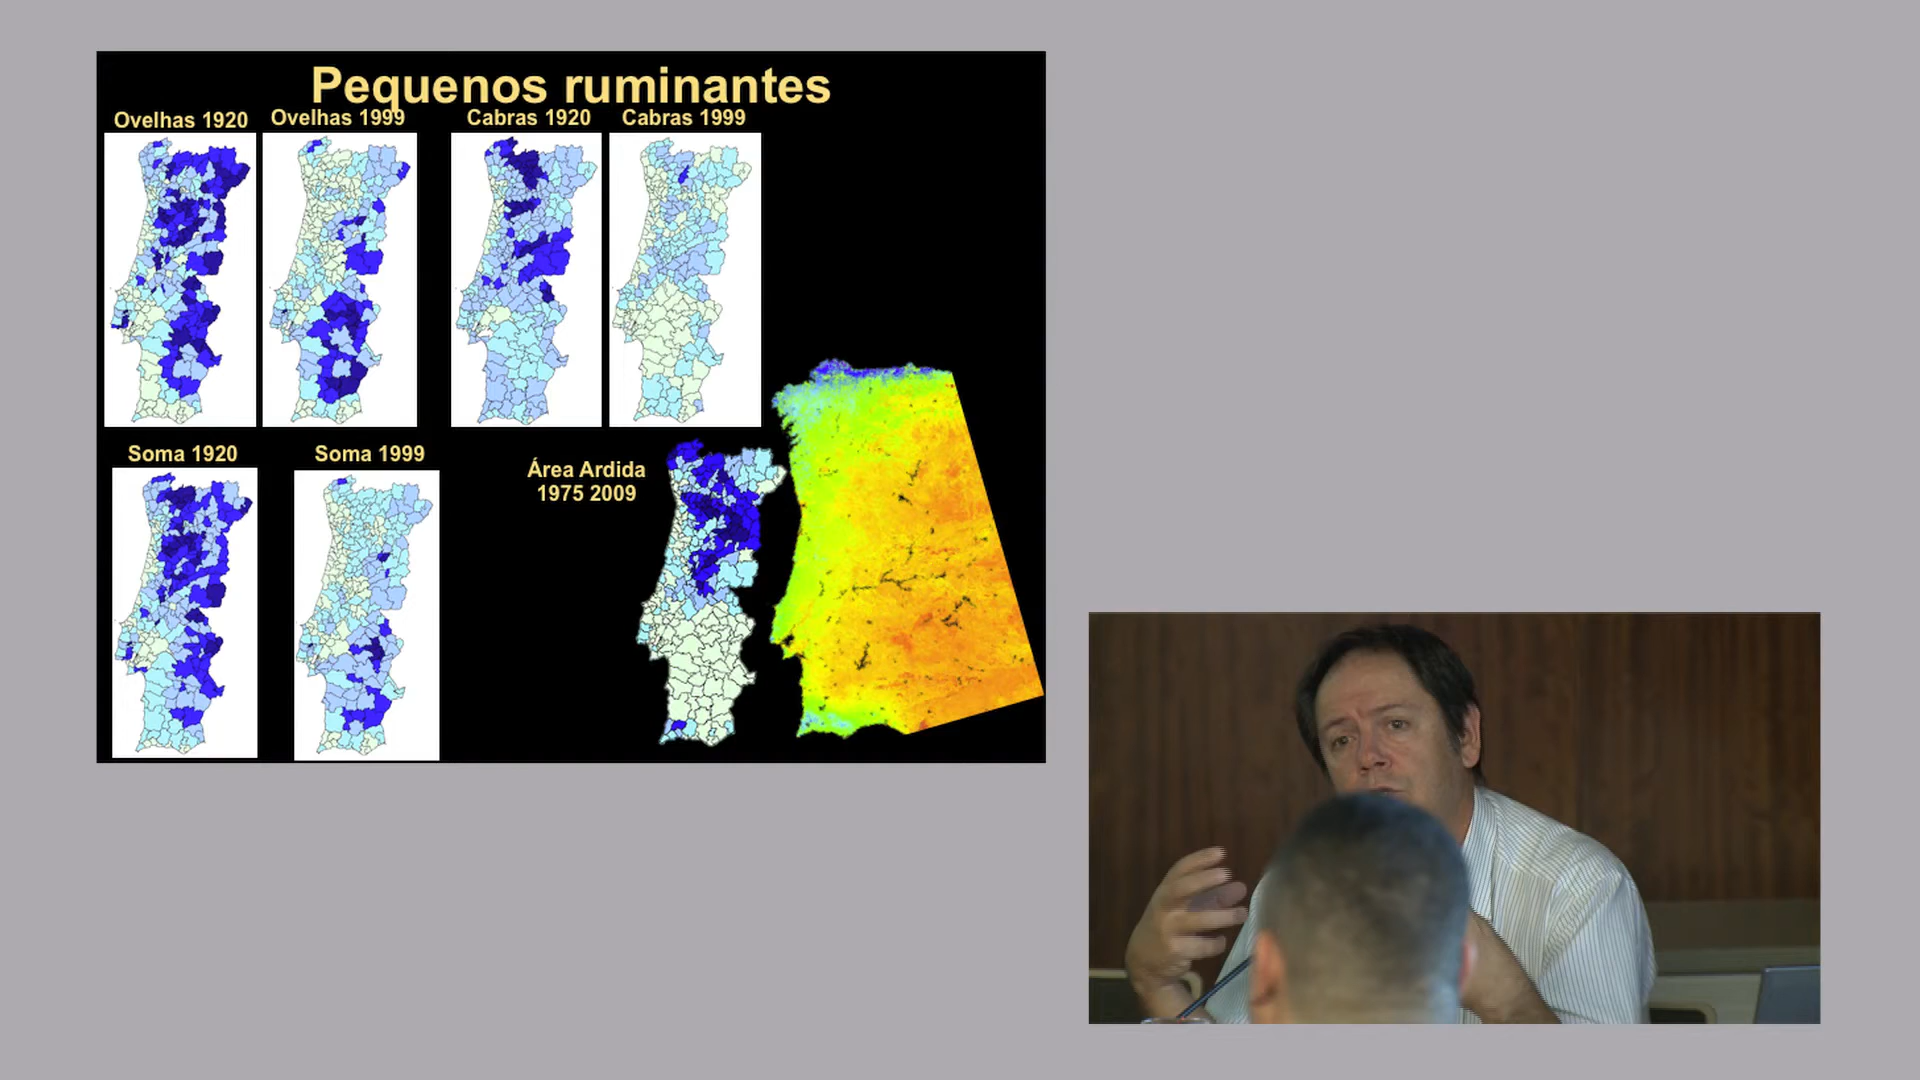 Pequenos ruminantes
Ovelhas 1920
Ovelhas 1999
Cabras 1920
Cabras 1999
Soma 1920
Soma 1999
Área Ardida
1975 2009